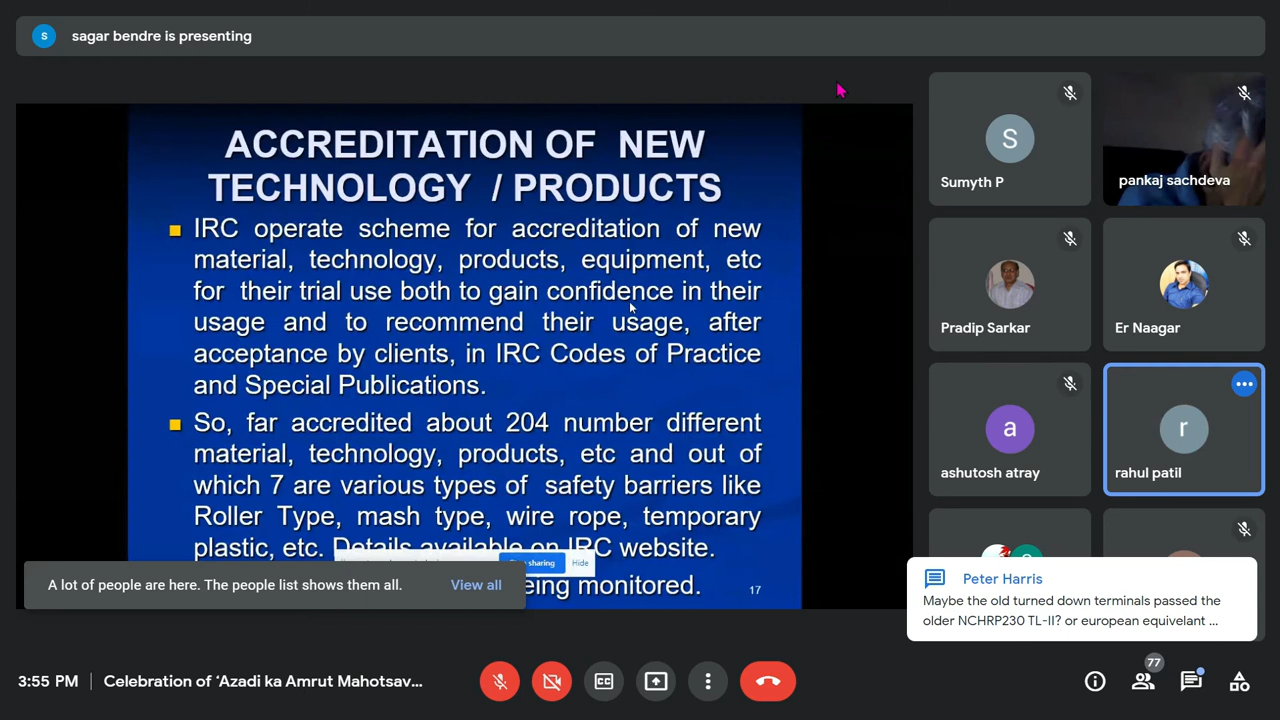 S
sagar bendre is presenting
ACCREDITATION OF NEW
TECHNOLOGY / PRODUCTS
IRC operate scheme for accreditation of new
material, technology, products, equipment, etc
for their trial use both to gain confidence in their
usage and to recommend their usage, after
acceptance by clients, in IRC Codes of Practice
and Special Publications.
So, far accredited about 204 number different
material, technology, products, etc and out of
which 7 are various types of safety barriers like
Roller Type, mash type, wire rope, temporary
plastic, etc. Details available on IRC website.
sharing
Hide
being monitored.
17
A lot of people are here. The people list shows them all.
View all
S
Sumyth P
pankaj sachdeva
Pradip Sarkar
Er Naagar
a
ashutosh atray
r
rahul patil
Peter Harris
Maybe the old turned down terminals passed the
older NCHRP230 TL-II? or european equivelant ...
3:55 PM
Celebration of ‘Azadi ka Amrut Mahotsav...
77